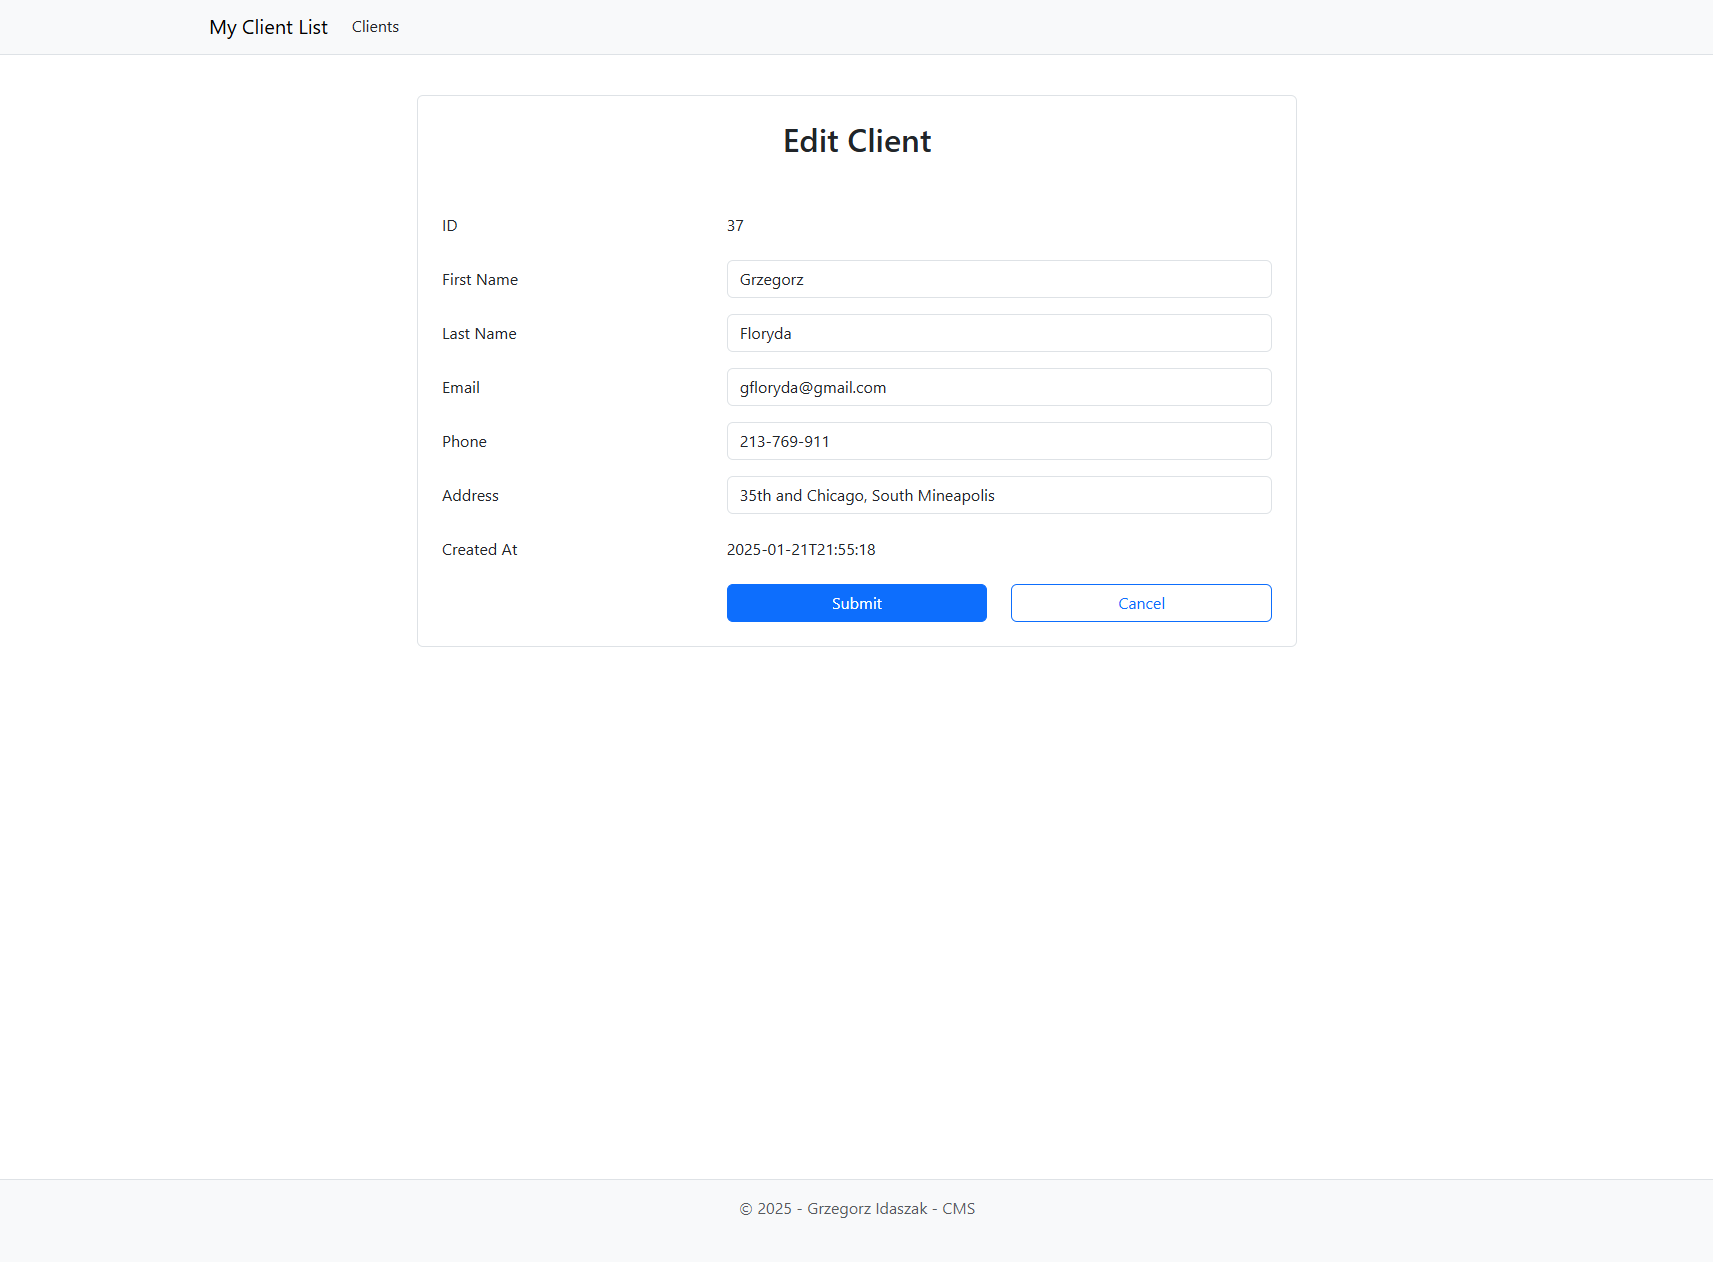 My Client List Clients
Edit Client
ID 37
First Name Grzegorz
Last Name Floryda
Email gfloryda@gmail.com
Phone 213-769-911
Address 35th and Chicago, South Mineapolis
Created At 2025-01-21T21:55:18
Submit Cancel
© 2025 - Grzegorz Idaszak - CMS